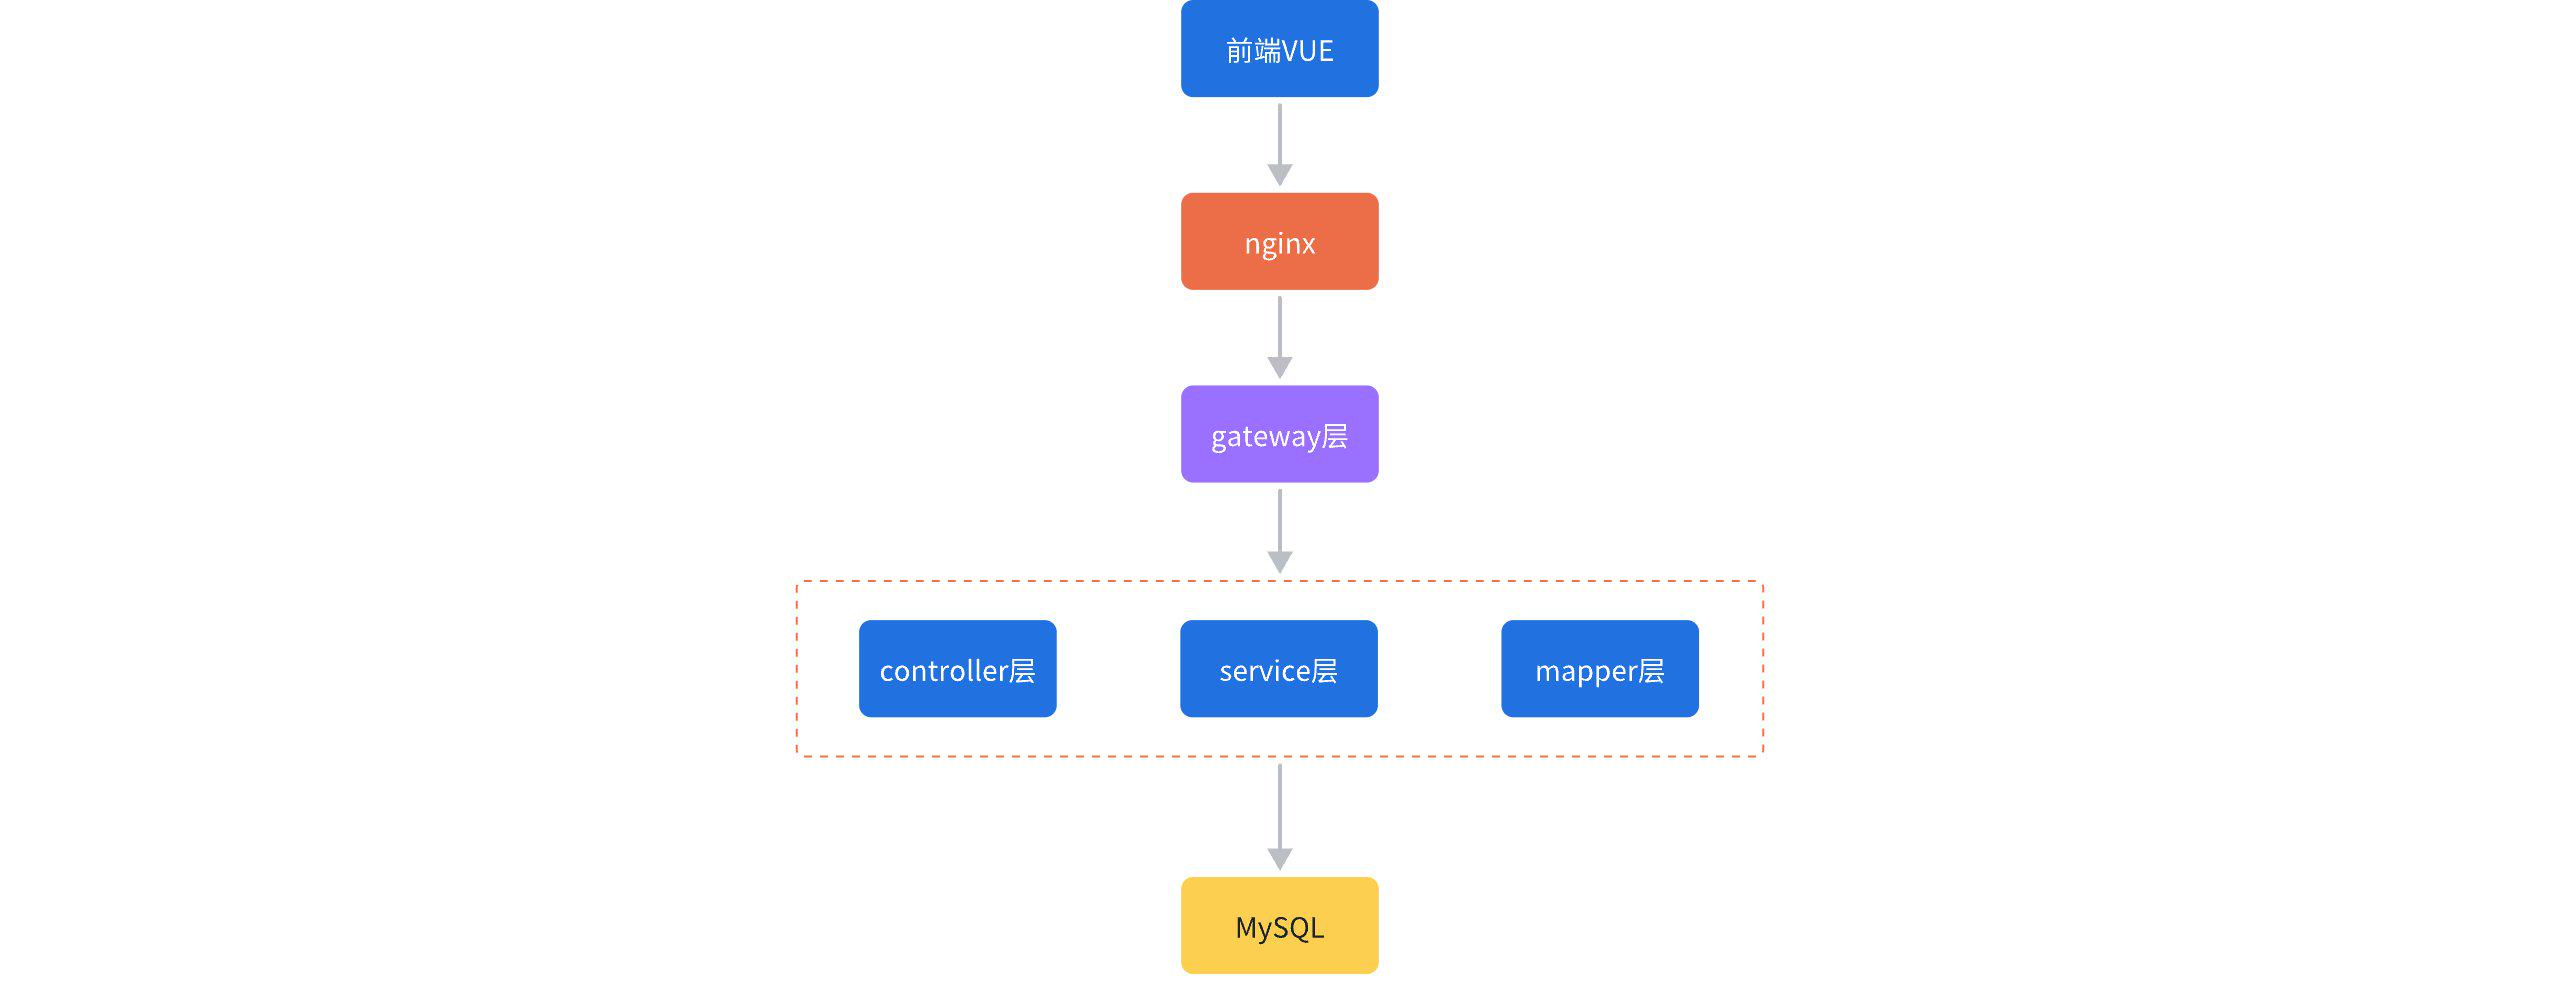 前端VUE
nginx
gateway层
controller层
service层
mapper层
MySQL